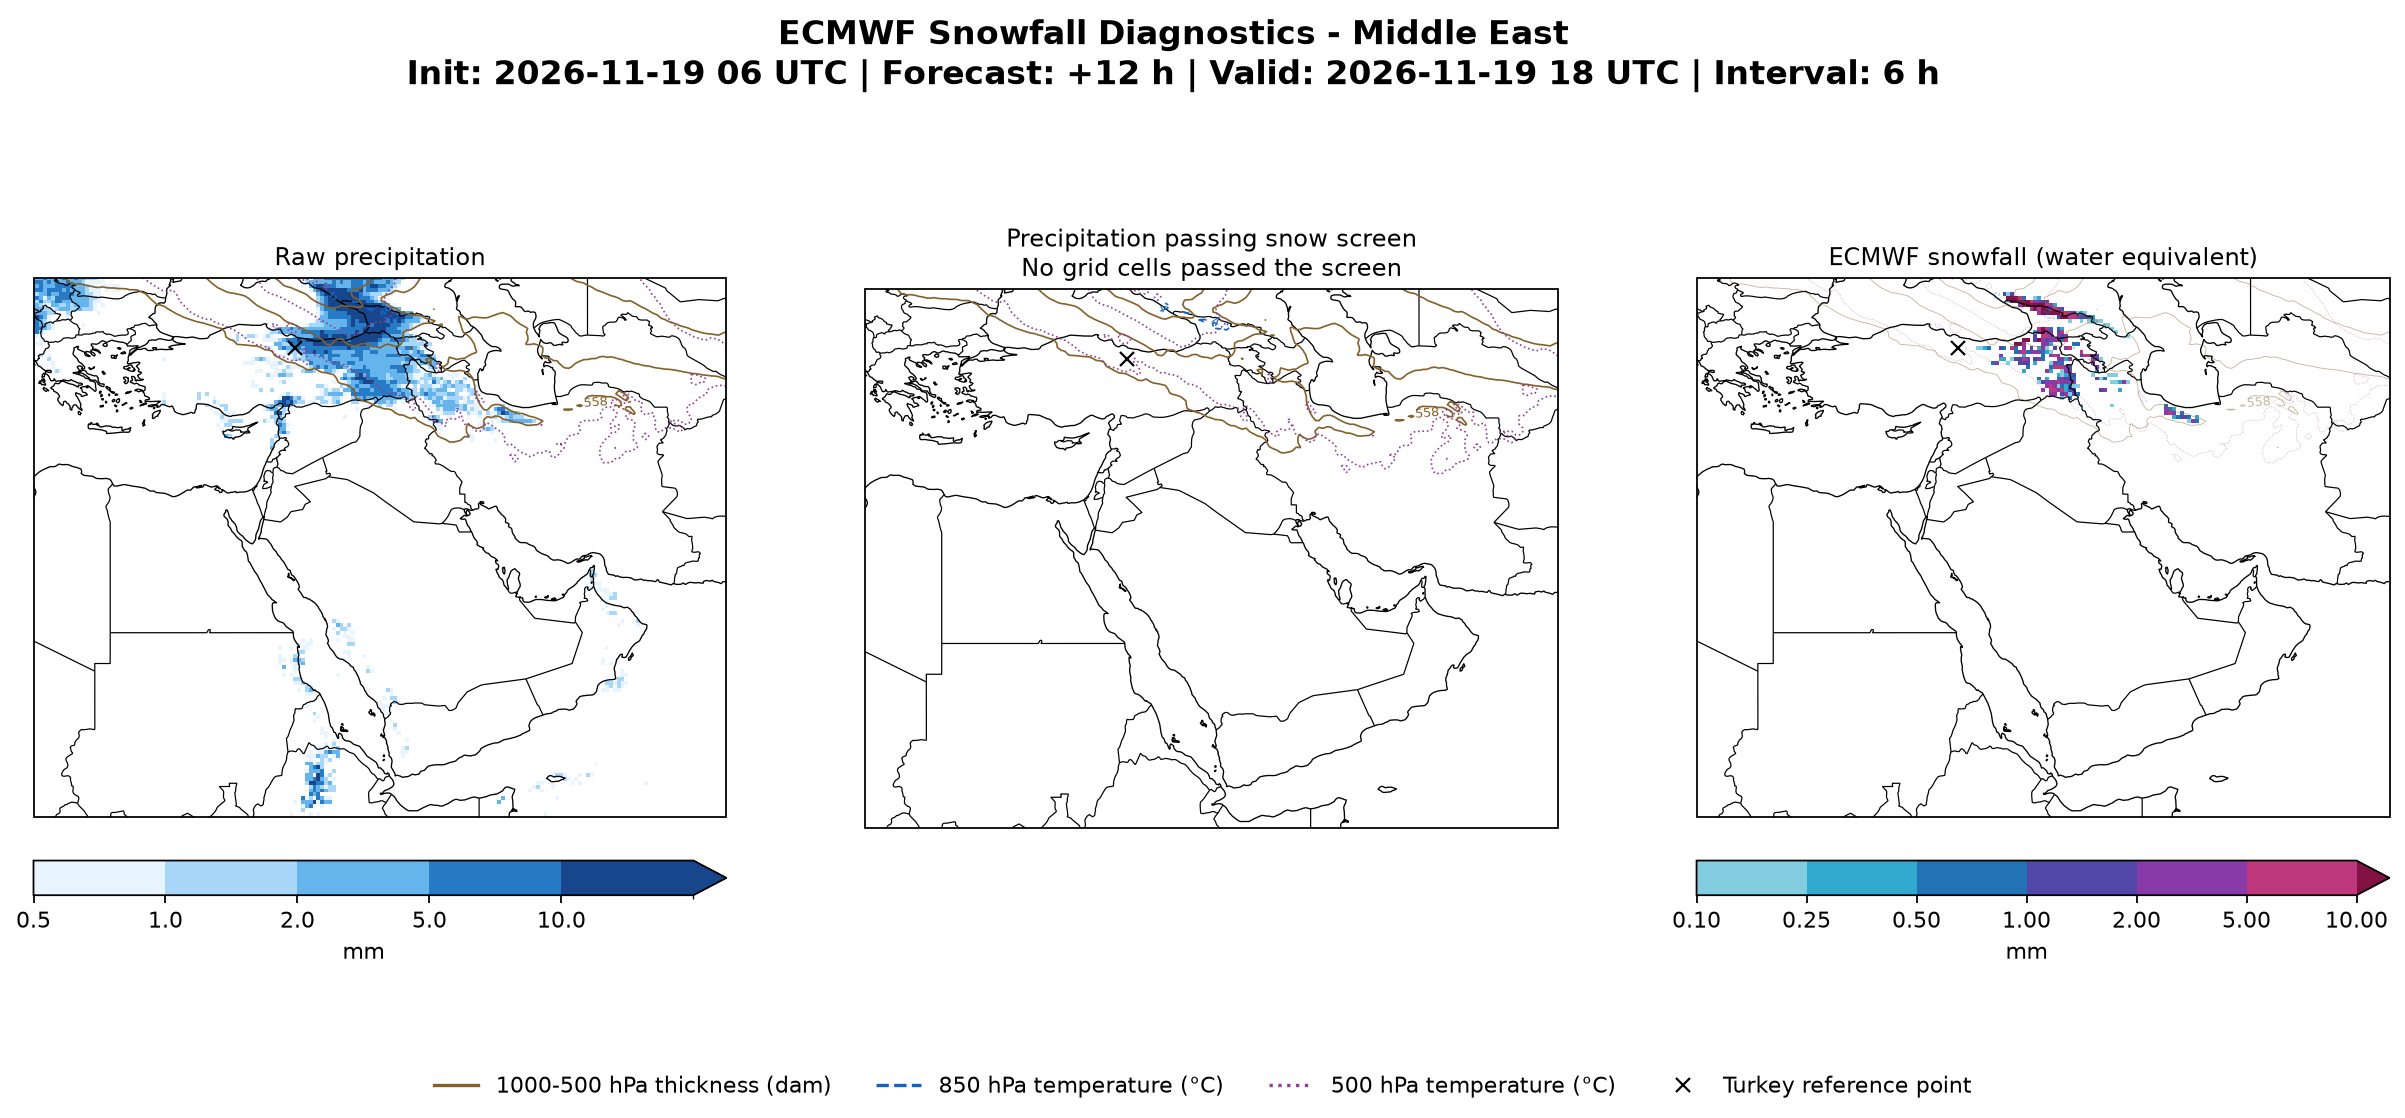 ECMWF Snowfall Diagnostics - Middle East
Init: 2026-11-19 06 UTC | Forecast: +12 h | Valid: 2026-11-19 18 UTC | Interval: 6 h
Raw precipitation
558
0.5 1.0 2.0 5.0 10.0
mm
Precipitation passing snow screen
No grid cells passed the screen
558
ECMWF snowfall (water equivalent)
558
0.10 0.25 0.50 1.00 2.00 5.00 10.00
mm
1000-500 hPa thickness (dam) 850 hPa temperature (°C) 500 hPa temperature (°C) Turkey reference point